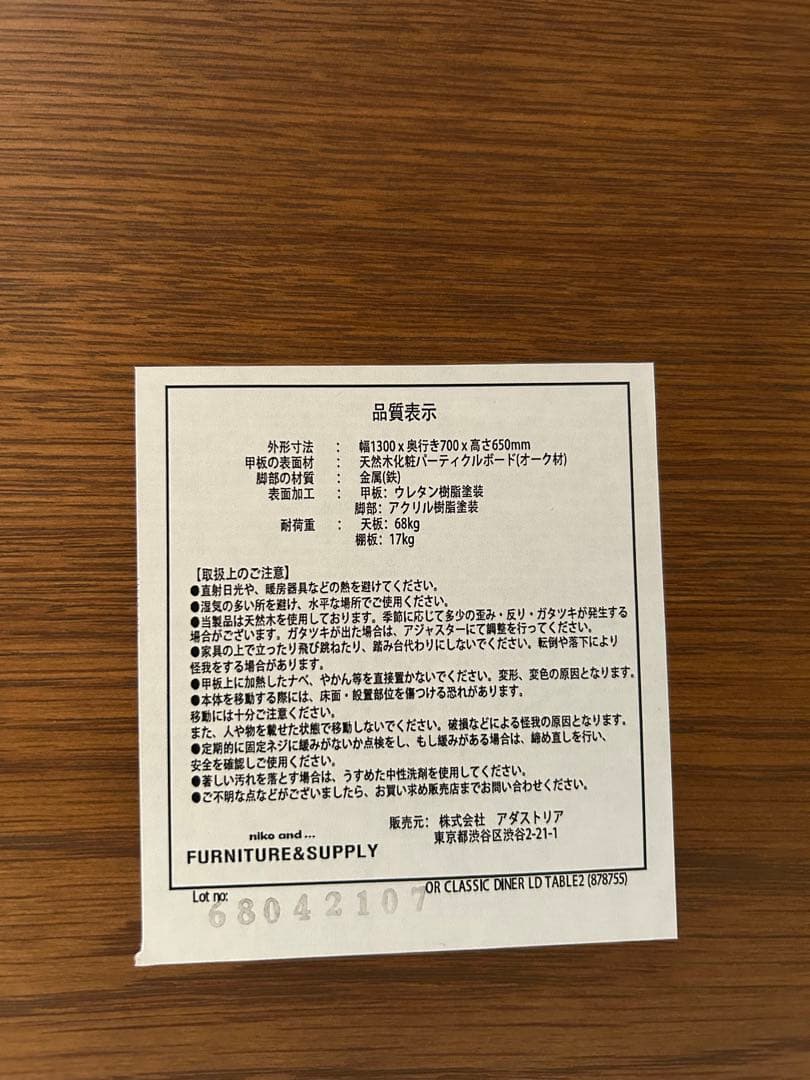 品質表示
外形寸法 : 幅1300 x 奥行き700 x 高さ650mm
甲板の表面材 : 天然木化粧パーティクルボード(オーク材)
脚部の材質 : 金属(鉄)
表面加工 : 甲板: ウレタン樹脂塗装
脚部: アクリル樹脂塗装
耐荷重 : 天板: 68kg
棚板: 17kg
【取扱上のご注意】
●直射日光や、暖房器具などの熱を避けてください。
●湿気の多い所を避け、水平な場所でご使用ください。
●当製品は天然木を使用しております。季節に応じて多少の歪み・反り・ガタツキが発生する
場合がございます。ガタツキが出た場合は、アジャスターにて調整を行ってください。
●家具の上で立ったり飛び跳ねたり、踏み台代わりにしないでください。転倒や落下により
怪我をする場合があります。
●甲板上に加熱したナベ、やかん等を直接置かないでください。変形、変色の原因となります。
●本体を移動する際には、床面・設置部位を傷つける恐れがあります。
移動には十分ご注意ください。
また、人や物を載せた状態で移動しないでください。破損などによる怪我の原因となります。
●定期的に固定ネジに緩みがないか点検をし、もし緩みがある場合は、締め直しを行い、
安全を確認しご使用ください。
●著しい汚れを落とす場合は、うすめた中性洗剤を使用してください。
●ご不明な点などがございましたら、お買い求め販売店までお問い合わせください。
販売元: 株式会社 アダストリア
東京都渋谷区渋谷2-21-1
niko and ...
FURNITURE&SUPPLY
Lot no: 68042107
OR CLASSIC DINER LD TABLE2 (878755)